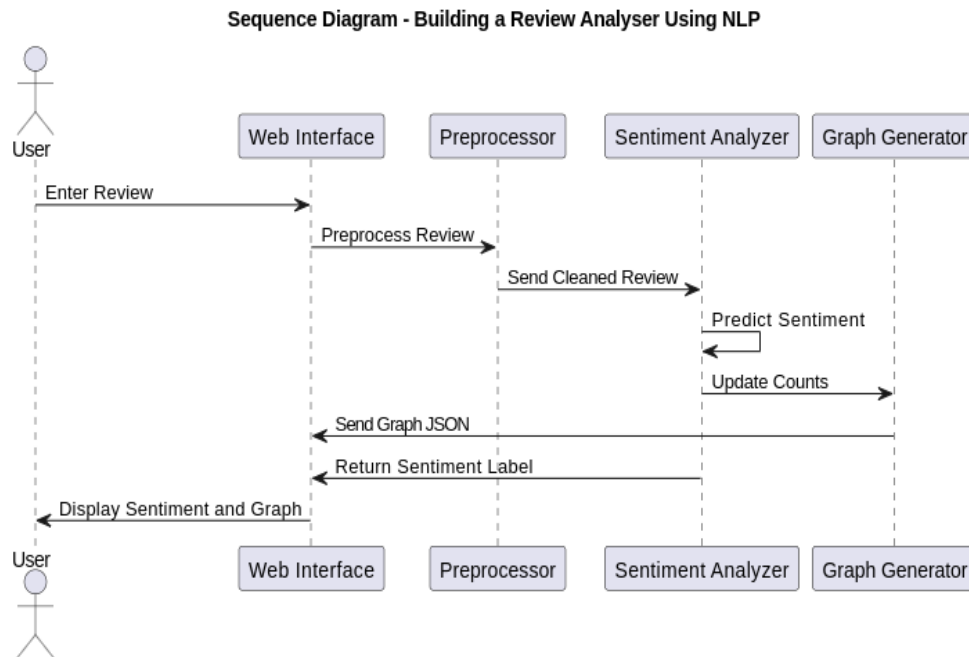 Sequence Diagram - Building a Review Analyser Using NLP
User
Web Interface
Preprocessor
Sentiment Analyzer
Graph Generator
Enter Review
Preprocess Review
Send Cleaned Review
Predict Sentiment
Update Counts
Send Graph JSON
Return Sentiment Label
Display Sentiment and Graph
User
Web Interface
Preprocessor
Sentiment Analyzer
Graph Generator